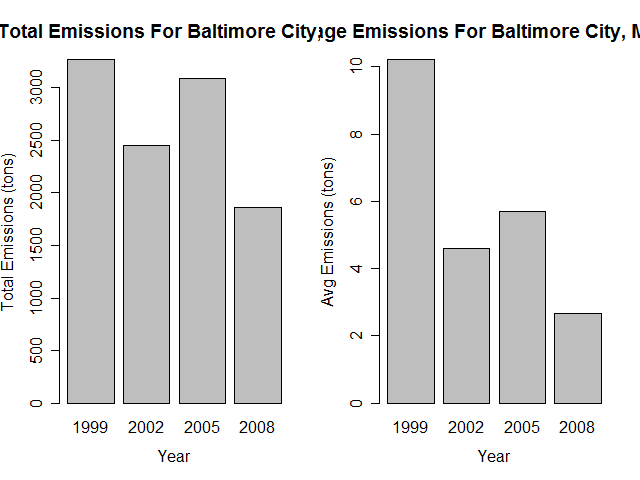 Total Emissions For Baltimore City,
ge Emissions For Baltimore City, M
Total Emissions (tons)
0
500
1000
1500
2000
2500
3000
1999 2002 2005 2008
Year
Avg Emissions (tons)
0
2
4
6
8
10
1999 2002 2005 2008
Year